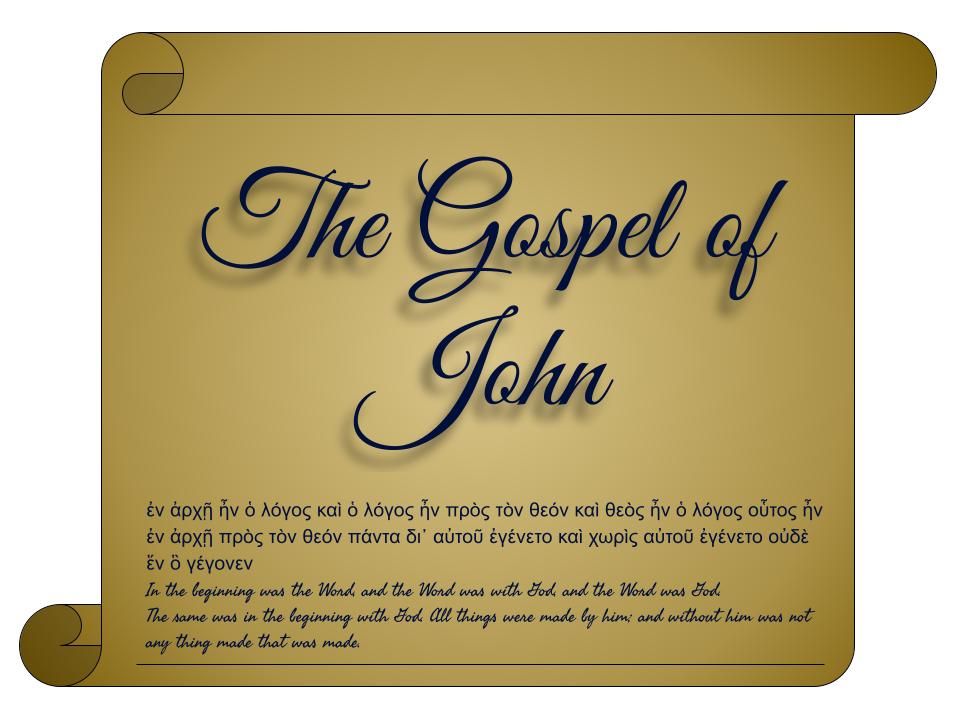 The Gospel of
John
ἐν ἀρχῇ ἦν ὁ λόγος καὶ ὁ λόγος ἦν πρὸς τὸν θεόν καὶ θεὸς ἦν ὁ λόγος οὗτος ἦν
ἐν ἀρχῇ πρὸς τὸν θεόν πάντα δι᾽ αὐτοῦ ἐγένετο καὶ χωρὶς αὐτοῦ ἐγένετο οὐδὲ
ἕν ὃ γέγονεν
In the beginning was the Word, and the Word was with God, and the Word was God.
The same was in the beginning with God. All things were made by him; and without him was not
any thing made that was made.